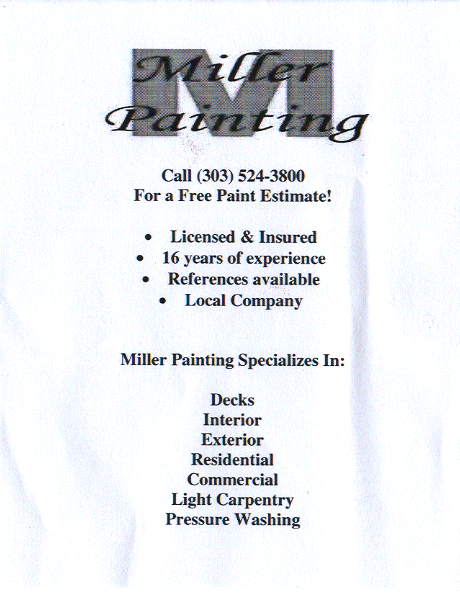 Miller
Painting
Call (303) 524-3800
For a Free Paint Estimate!
• Licensed & Insured
• 16 years of experience
• References available
• Local Company
Miller Painting Specializes In:
Decks
Interior
Exterior
Residential
Commercial
Light Carpentry
Pressure Washing